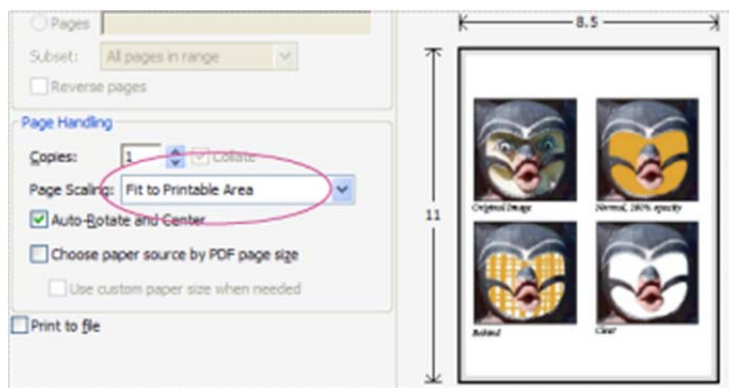 Pages
Subset: All pages in range
Reverse pages
Page Handling
Copies: 1 Collate
Page Scaling: Fit to Printable Area
Auto-Rotate and Center
Choose paper source by PDF page size
Use custom paper size when needed
Print to file
8.5
11
Original Image Normal, 100% opacity
Behind Clear